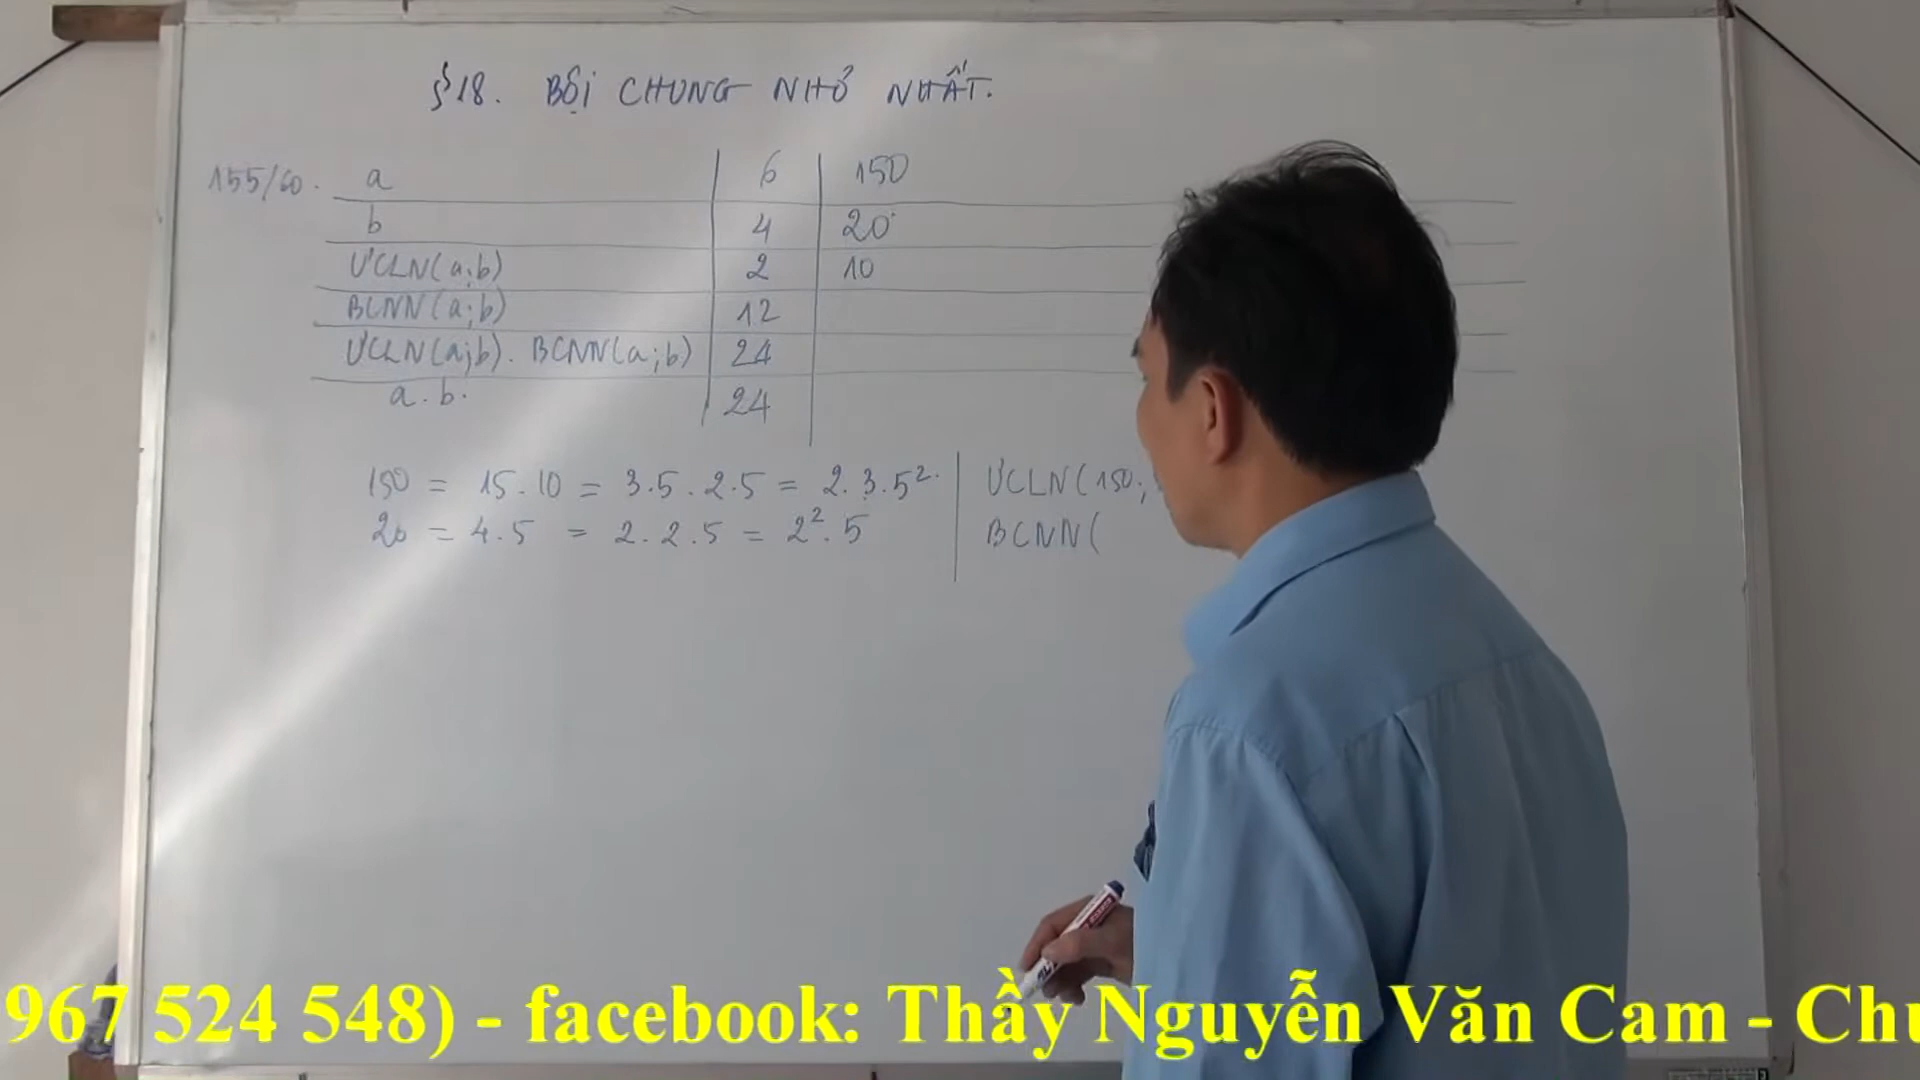 §18. BỘI CHUNG NHỎ NHẤT.
155/60. a 6 150
b 4 20
ƯCLN(a;b) 2 10
BCNN(a;b) 12
ƯCLN(a;b). BCNN(a;b) 24
a.b. 24
150 = 15.10 = 3.5.2.5 = 2.3.5². ƯCLN(150;
20 = 4.5 = 2.2.5 = 2².5 BCNN(
967 524 548) - facebook: Thầy Nguyễn Văn Cam - Chu